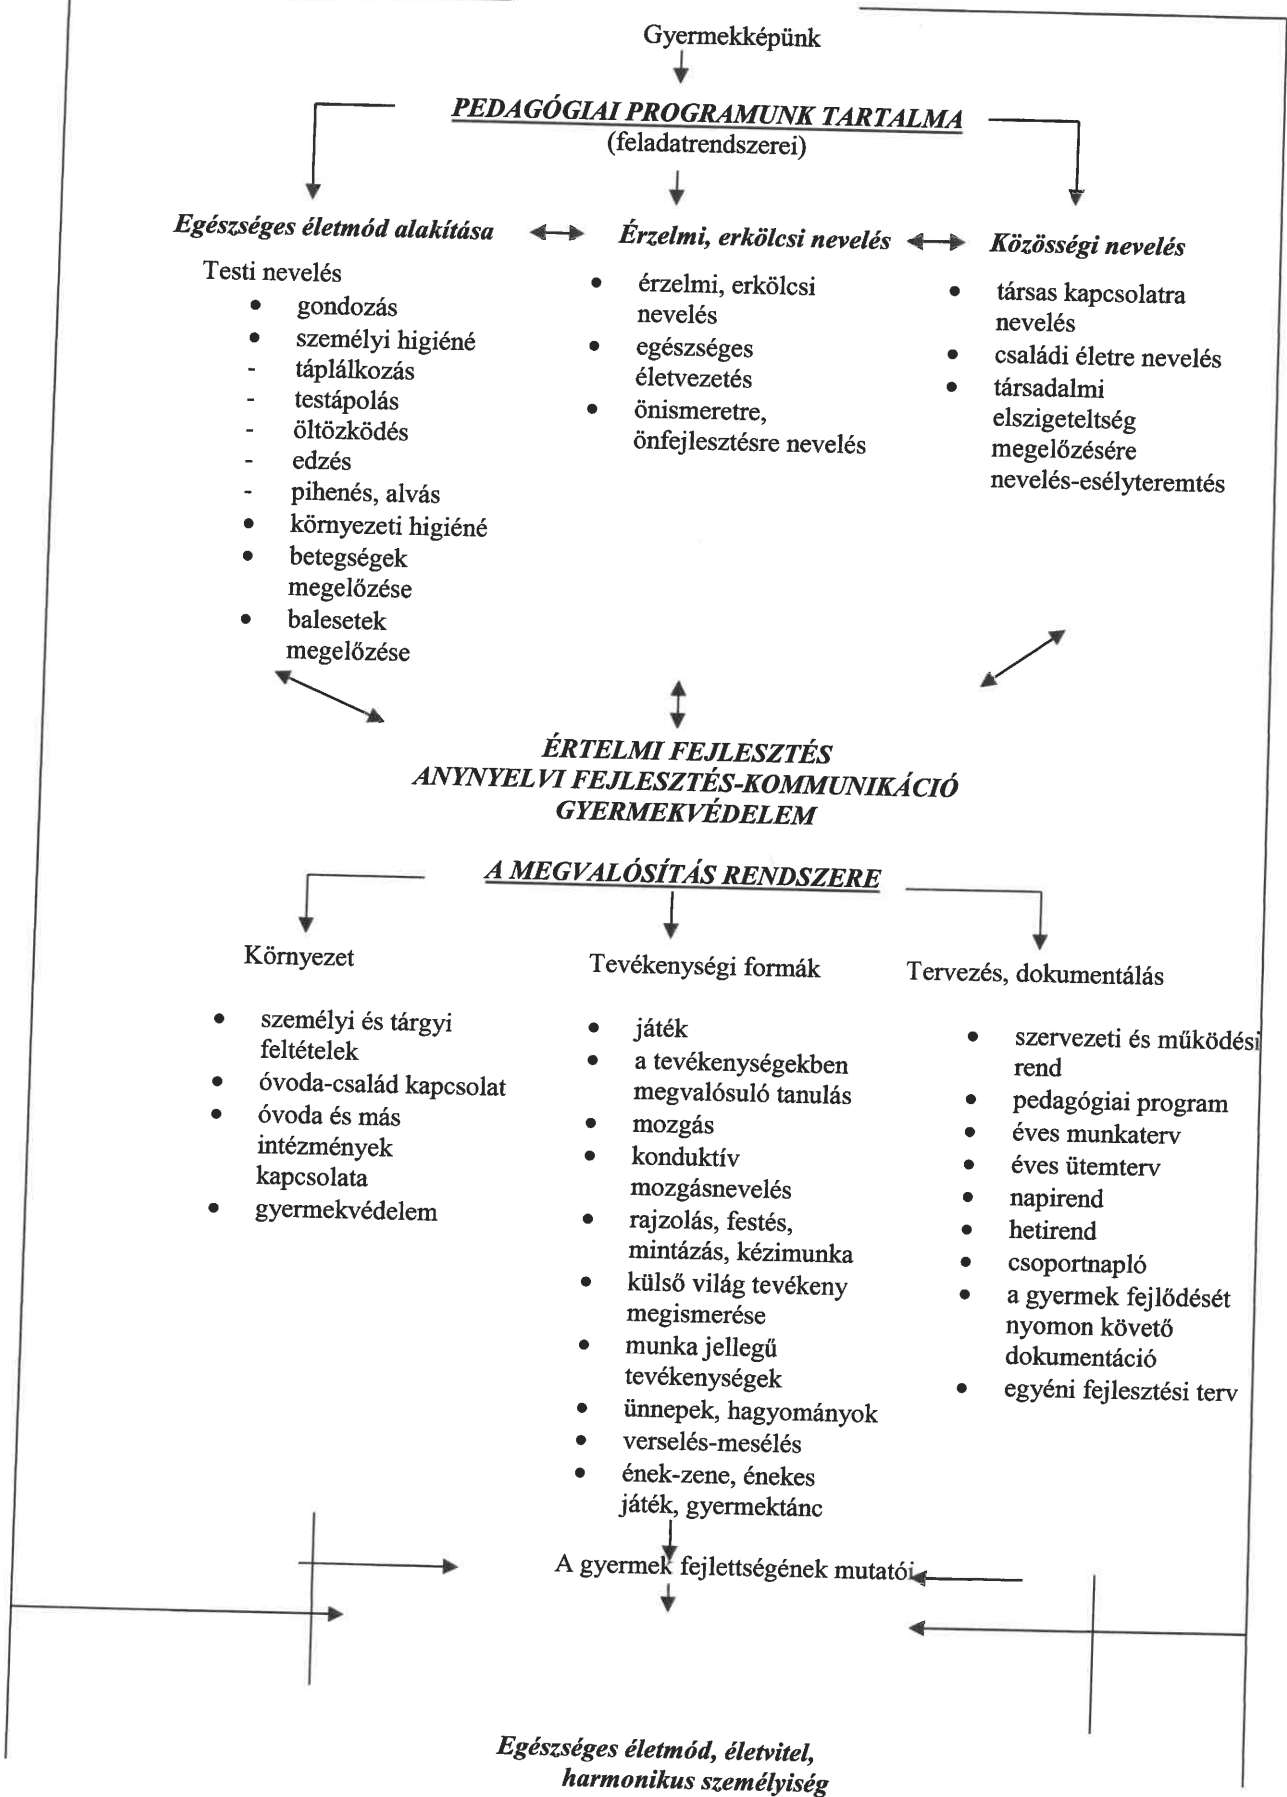 Gyermekképünk
PEDAGÓGIAI PROGRAMUNK TARTALMA
(feladatrendszerei)
Egészséges életmód alakítása
Testi nevelés
• gondozás
• személyi higiéné
- táplálkozás
- testápolás
- öltözködés
- edzés
- pihenés, alvás
• környezeti higiéné
• betegségek
megelőzése
• balesetek
megelőzése
Érzelmi, erkölcsi nevelés
• érzelmi, erkölcsi
nevelés
• egészséges
életvezetés
• önismeretre,
önfejlesztésre nevelés
Közösségi nevelés
• társas kapcsolatra
nevelés
• családi életre nevelés
• társadalmi
elszigeteltség
megelőzésére
nevelés-esélyteremtés
ÉRTELMI FEJLESZTÉS
ANYNYELVI FEJLESZTÉS-KOMMUNIKÁCIÓ
GYERMEKVÉDELEM
A MEGVALÓSÍTÁS RENDSZERE
Környezet
• személyi és tárgyi
feltételek
• óvoda-család kapcsolat
• óvoda és más
intézmények
kapcsolata
• gyermekvédelem
Tevékenységi formák
• játék
• a tevékenységekben
megvalósuló tanulás
• mozgás
• konduktív
mozgásnevelés
• rajzolás, festés,
mintázás, kézimunka
• külső világ tevékeny
megismerése
• munka jellegű
tevékenységek
• ünnepek, hagyományok
• verselés-mesélés
• ének-zene, énekes
játék, gyermektánc
Tervezés, dokumentálás
• szervezeti és működési
rend
• pedagógiai program
• éves munkaterv
• éves ütemterv
• napirend
• hetirend
• csoportnapló
• a gyermek fejlődését
nyomon követő
dokumentáció
• egyéni fejlesztési terv
A gyermek fejlettségének mutatói
Egészséges életmód, életvitel,
harmonikus személyiség